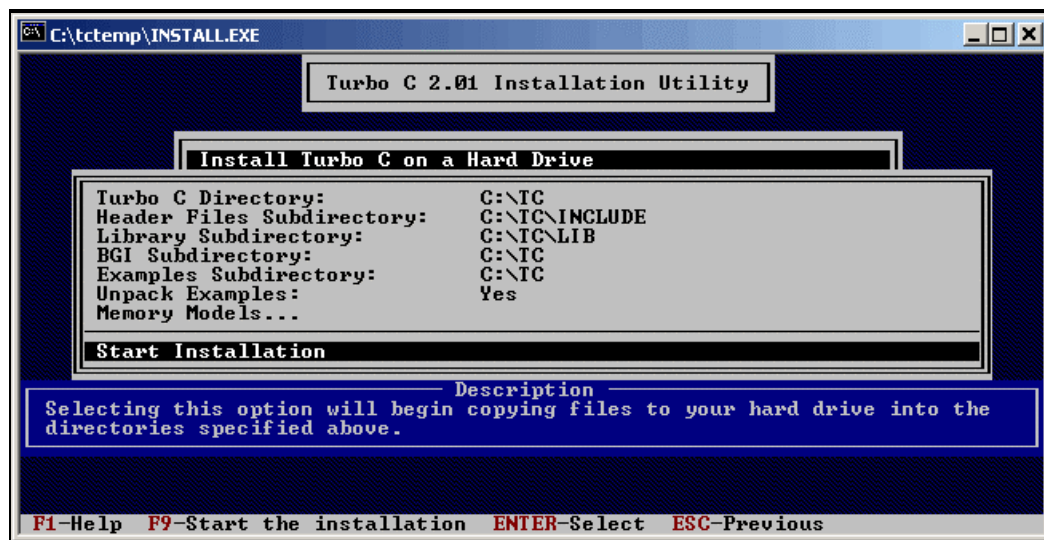 C:\tctemp\INSTALL.EXE
Turbo C 2.01 Installation Utility
Install Turbo C on a Hard Drive
Turbo C Directory: C:\TC
Header Files Subdirectory: C:\TC\INCLUDE
Library Subdirectory: C:\TC\LIB
BGI Subdirectory: C:\TC
Examples Subdirectory: C:\TC
Unpack Examples: Yes
Memory Models...
Start Installation
Description
Selecting this option will begin copying files to your hard drive into the
directories specified above.
F1-Help F9-Start the installation ENTER-Select ESC-Previous